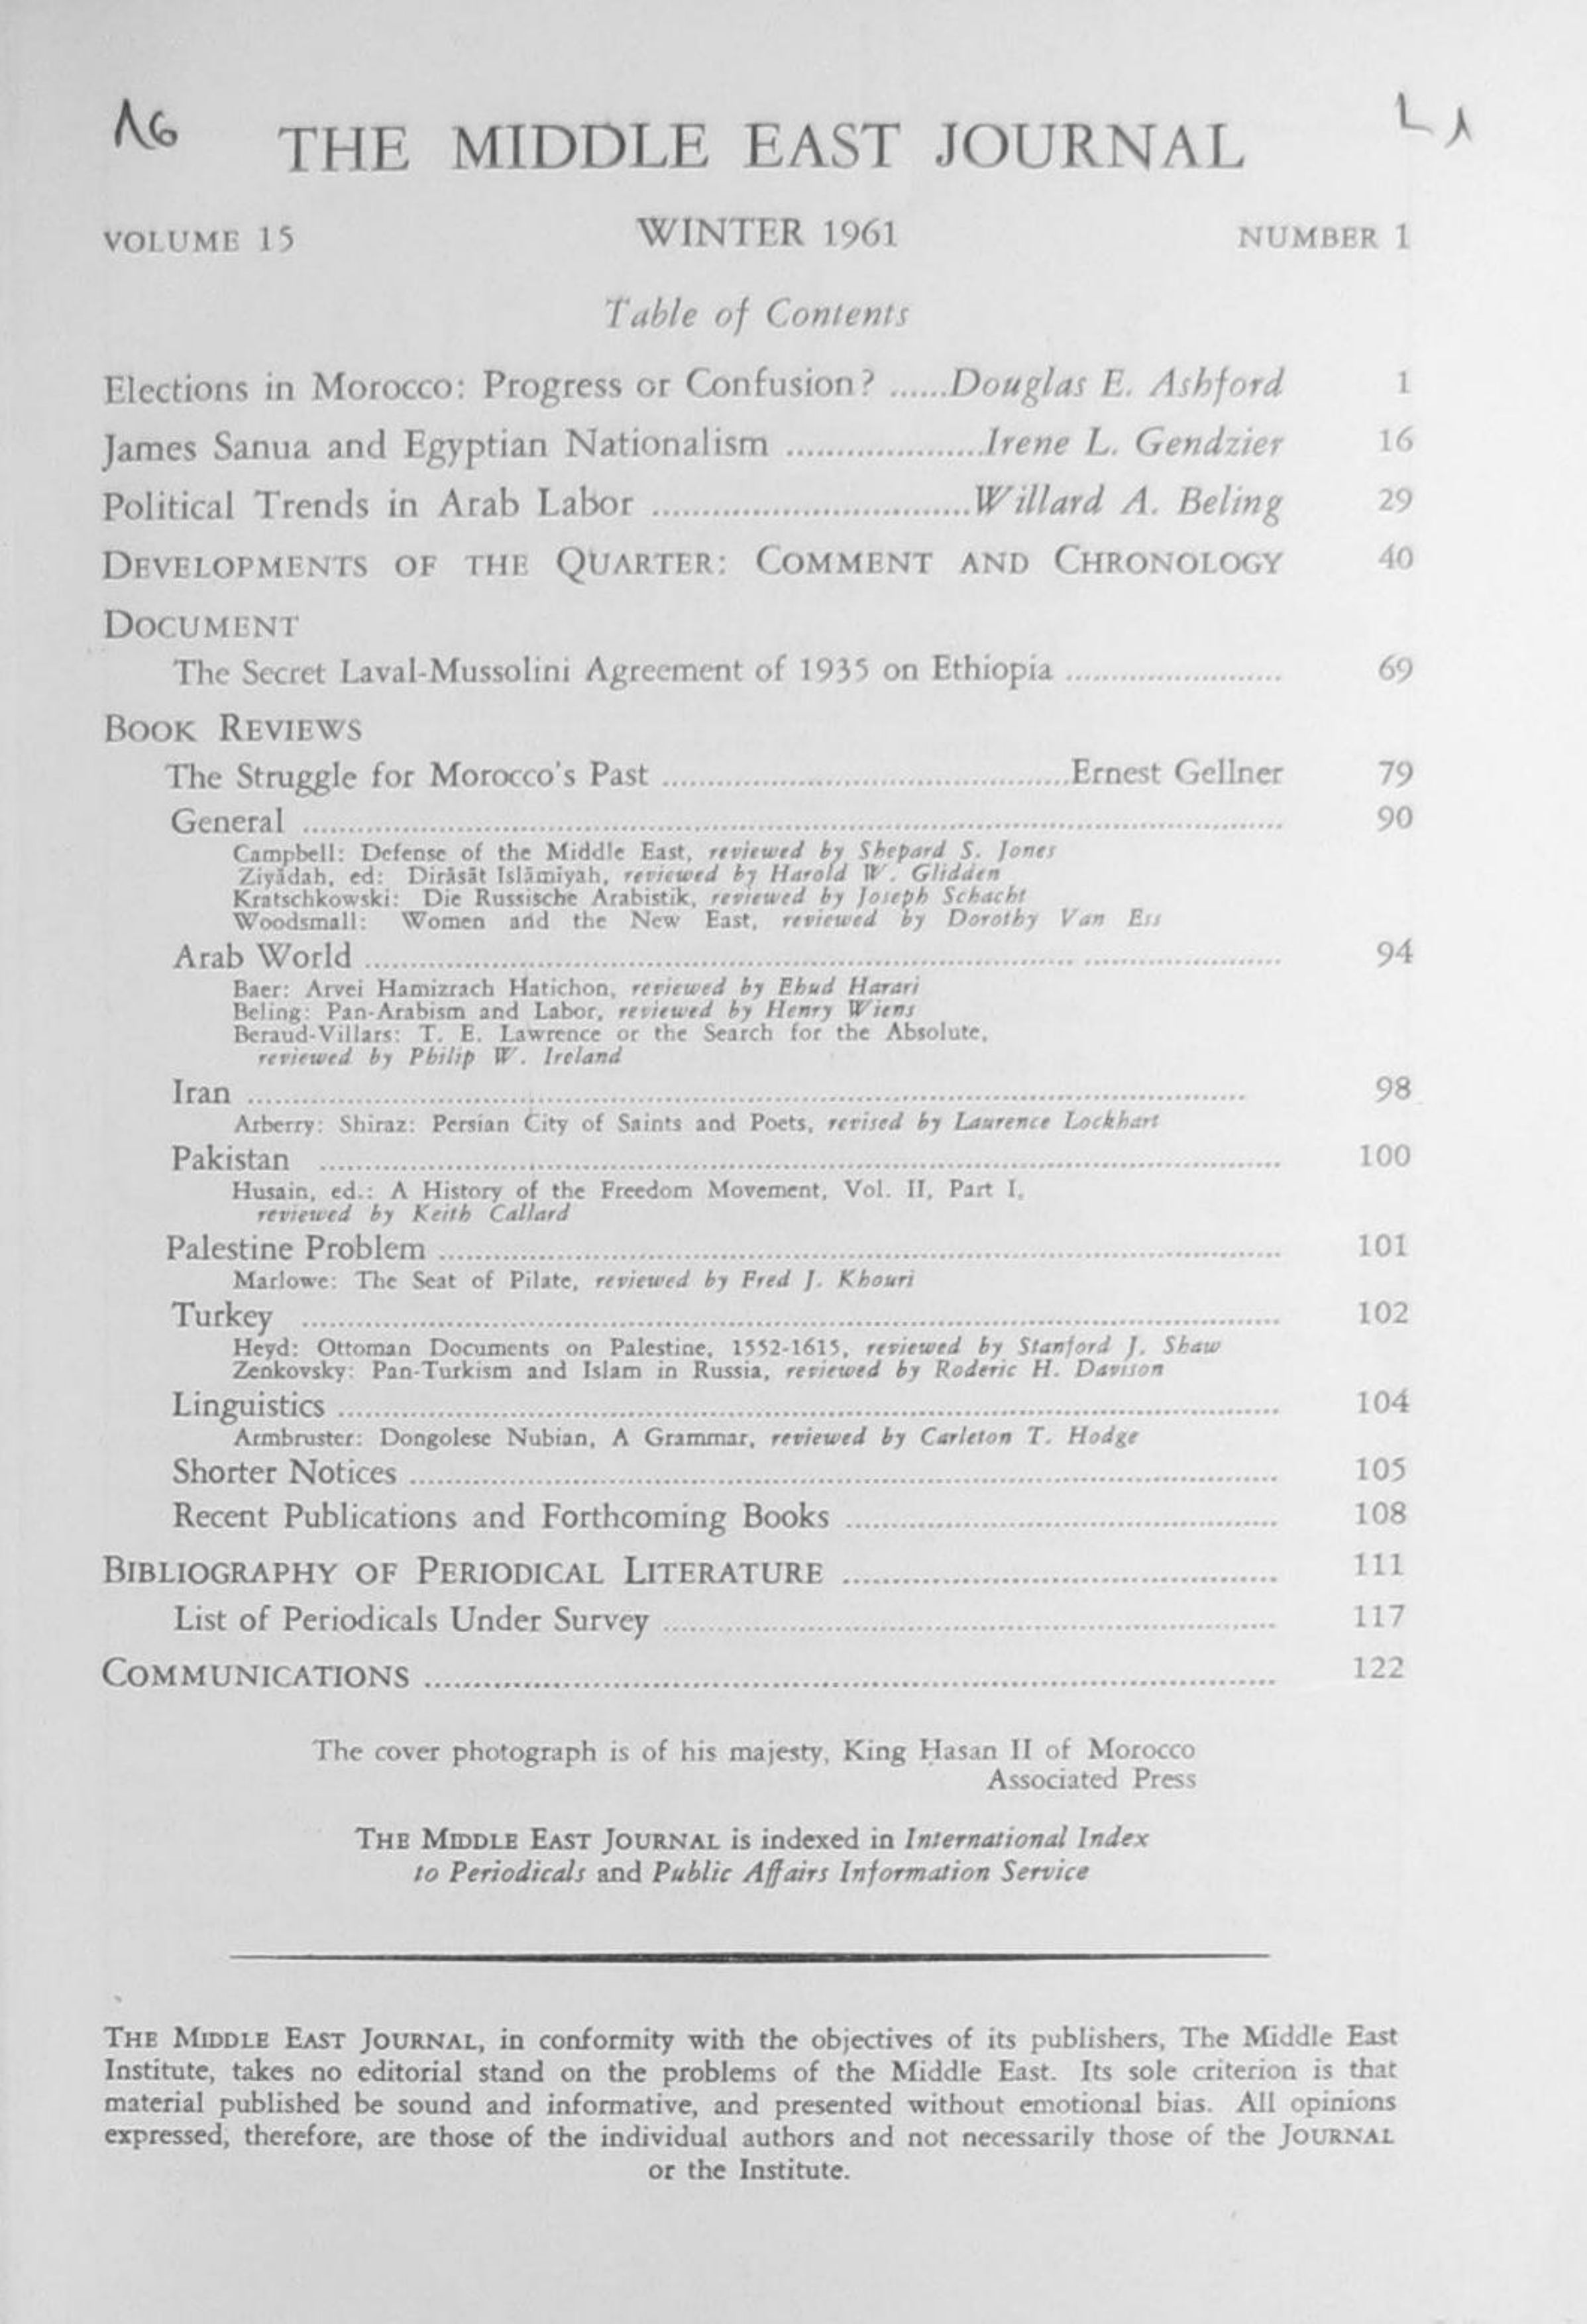 THE MIDDLE EAST JOURNAL
VOLUME 15 WINTER 1961 NUMBER 1
Table of Contents
Elections in Morocco: Progress or Confusion? ......Douglas E. Ashford 1
James Sanua and Egyptian Nationalism ....................Irene L. Gendzier 16
Political Trends in Arab Labor ................................Willard A. Beling 29
DEVELOPMENTS OF THE QUARTER: COMMENT AND CHRONOLOGY 40
DOCUMENT
The Secret Laval-Mussolini Agreement of 1935 on Ethiopia ........................ 69
BOOK REVIEWS
The Struggle for Morocco's Past ............................................Ernest Gellner 79
General ............................................................ 90
Campbell: Defense of the Middle East, reviewed by Shepard S. Jones
Ziyādah, ed: Dirāsāt Islāmīyah, reviewed by Harold W. Glidden
Kratschkowski: Die Russische Arabistik, reviewed by Joseph Schacht
Woodsmall: Women and the New East, reviewed by Dorothy Van Ess
Arab World ............................................................ 94
Baer: Arvei Hamizrach Hatichon, reviewed by Ehud Harari
Beling: Pan-Arabism and Labor, reviewed by Henry Wiens
Beraud-Villars: T. E. Lawrence or the Search for the Absolute,
reviewed by Philip W. Ireland
Iran ............................................................ 98
Arberry: Shiraz: Persian City of Saints and Poets, revised by Laurence Lockhart
Pakistan ............................................................ 100
Husain, ed.: A History of the Freedom Movement, Vol. II, Part I,
reviewed by Keith Callard
Palestine Problem ............................................................ 101
Marlowe: The Seat of Pilate, reviewed by Fred J. Khouri
Turkey ............................................................ 102
Heyd: Ottoman Documents on Palestine, 1552-1615, reviewed by Stanford J. Shaw
Zenkovsky: Pan-Turkism and Islam in Russia, reviewed by Roderic H. Davison
Linguistics ............................................................ 104
Armbruster: Dongolese Nubian, A Grammar, reviewed by Carleton T. Hodge
Shorter Notices ............................................................ 105
Recent Publications and Forthcoming Books ................................................ 108
BIBLIOGRAPHY OF PERIODICAL LITERATURE ................................................ 111
List of Periodicals Under Survey ............................................................ 117
COMMUNICATIONS ............................................................ 122
The cover photograph is of his majesty, King Ḥasan II of Morocco
Associated Press
THE MIDDLE EAST JOURNAL is indexed in International Index
to Periodicals and Public Affairs Information Service
THE MIDDLE EAST JOURNAL, in conformity with the objectives of its publishers, The Middle East
Institute, takes no editorial stand on the problems of the Middle East. Its sole criterion is that
material published be sound and informative, and presented without emotional bias. All opinions
expressed, therefore, are those of the individual authors and not necessarily those of the JOURNAL
or the Institute.